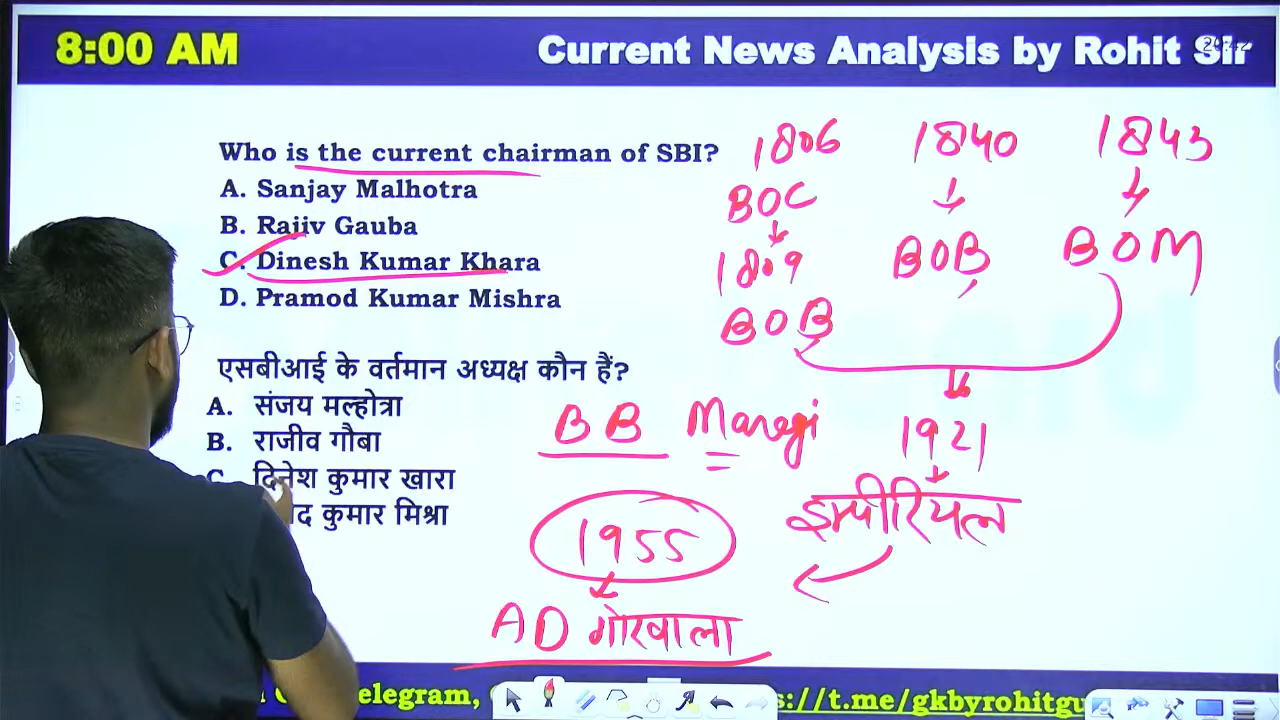 8:00 AM
Current News Analysis by Rohit Sir
Who is the current chairman of SBI?
A. Sanjay Malhotra
B. Rajiv Gauba
C. Dinesh Kumar Khara
D. Pramod Kumar Mishra
एसबीआई के वर्तमान अध्यक्ष कौन हैं?
A. संजय मल्होत्रा
B. राजीव गौबा
C. दिनेश कुमार खारा
कुमार मिश्रा
1806
BOC
1809
BOB
1840
BOB
1843
BOM
BB Maregi
1921
इम्पीरियल
1955
AD गोरवाला
elegram,
s://t.me/gkbyrohitgu